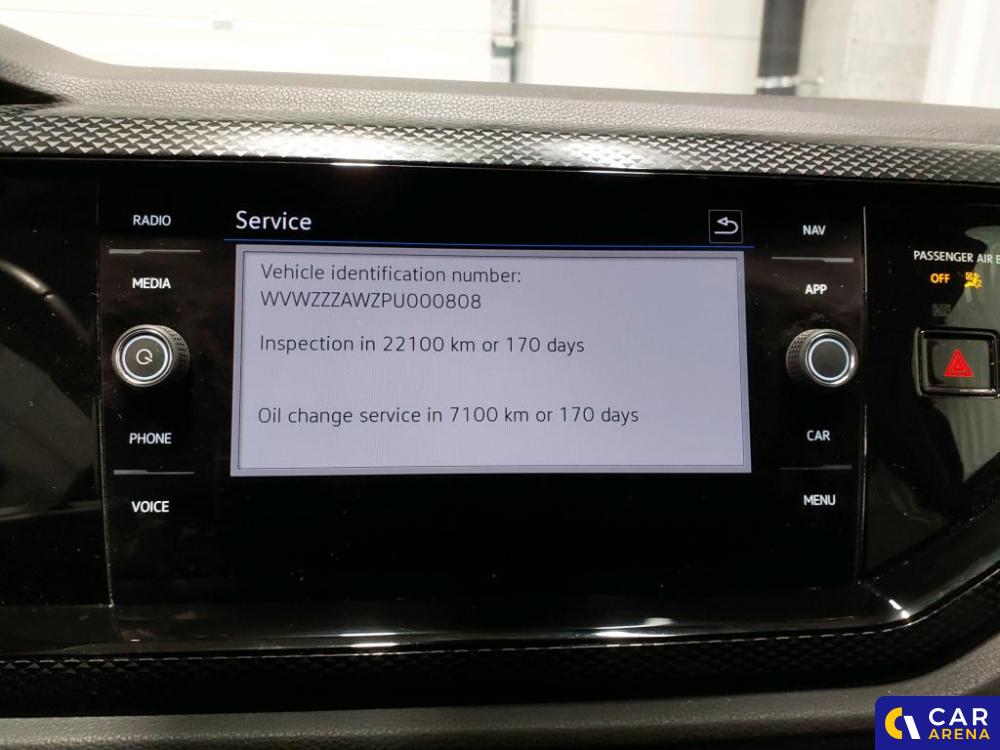 RADIO
Service
NAV
MEDIA
Vehicle identification number:
WVWZZZAWZPU000808
APP
PASSENGER AIR B
OFF
Inspection in 22100 km or 170 days
PHONE
Oil change service in 7100 km or 170 days
CAR
VOICE
MENU
CAR
ARENA